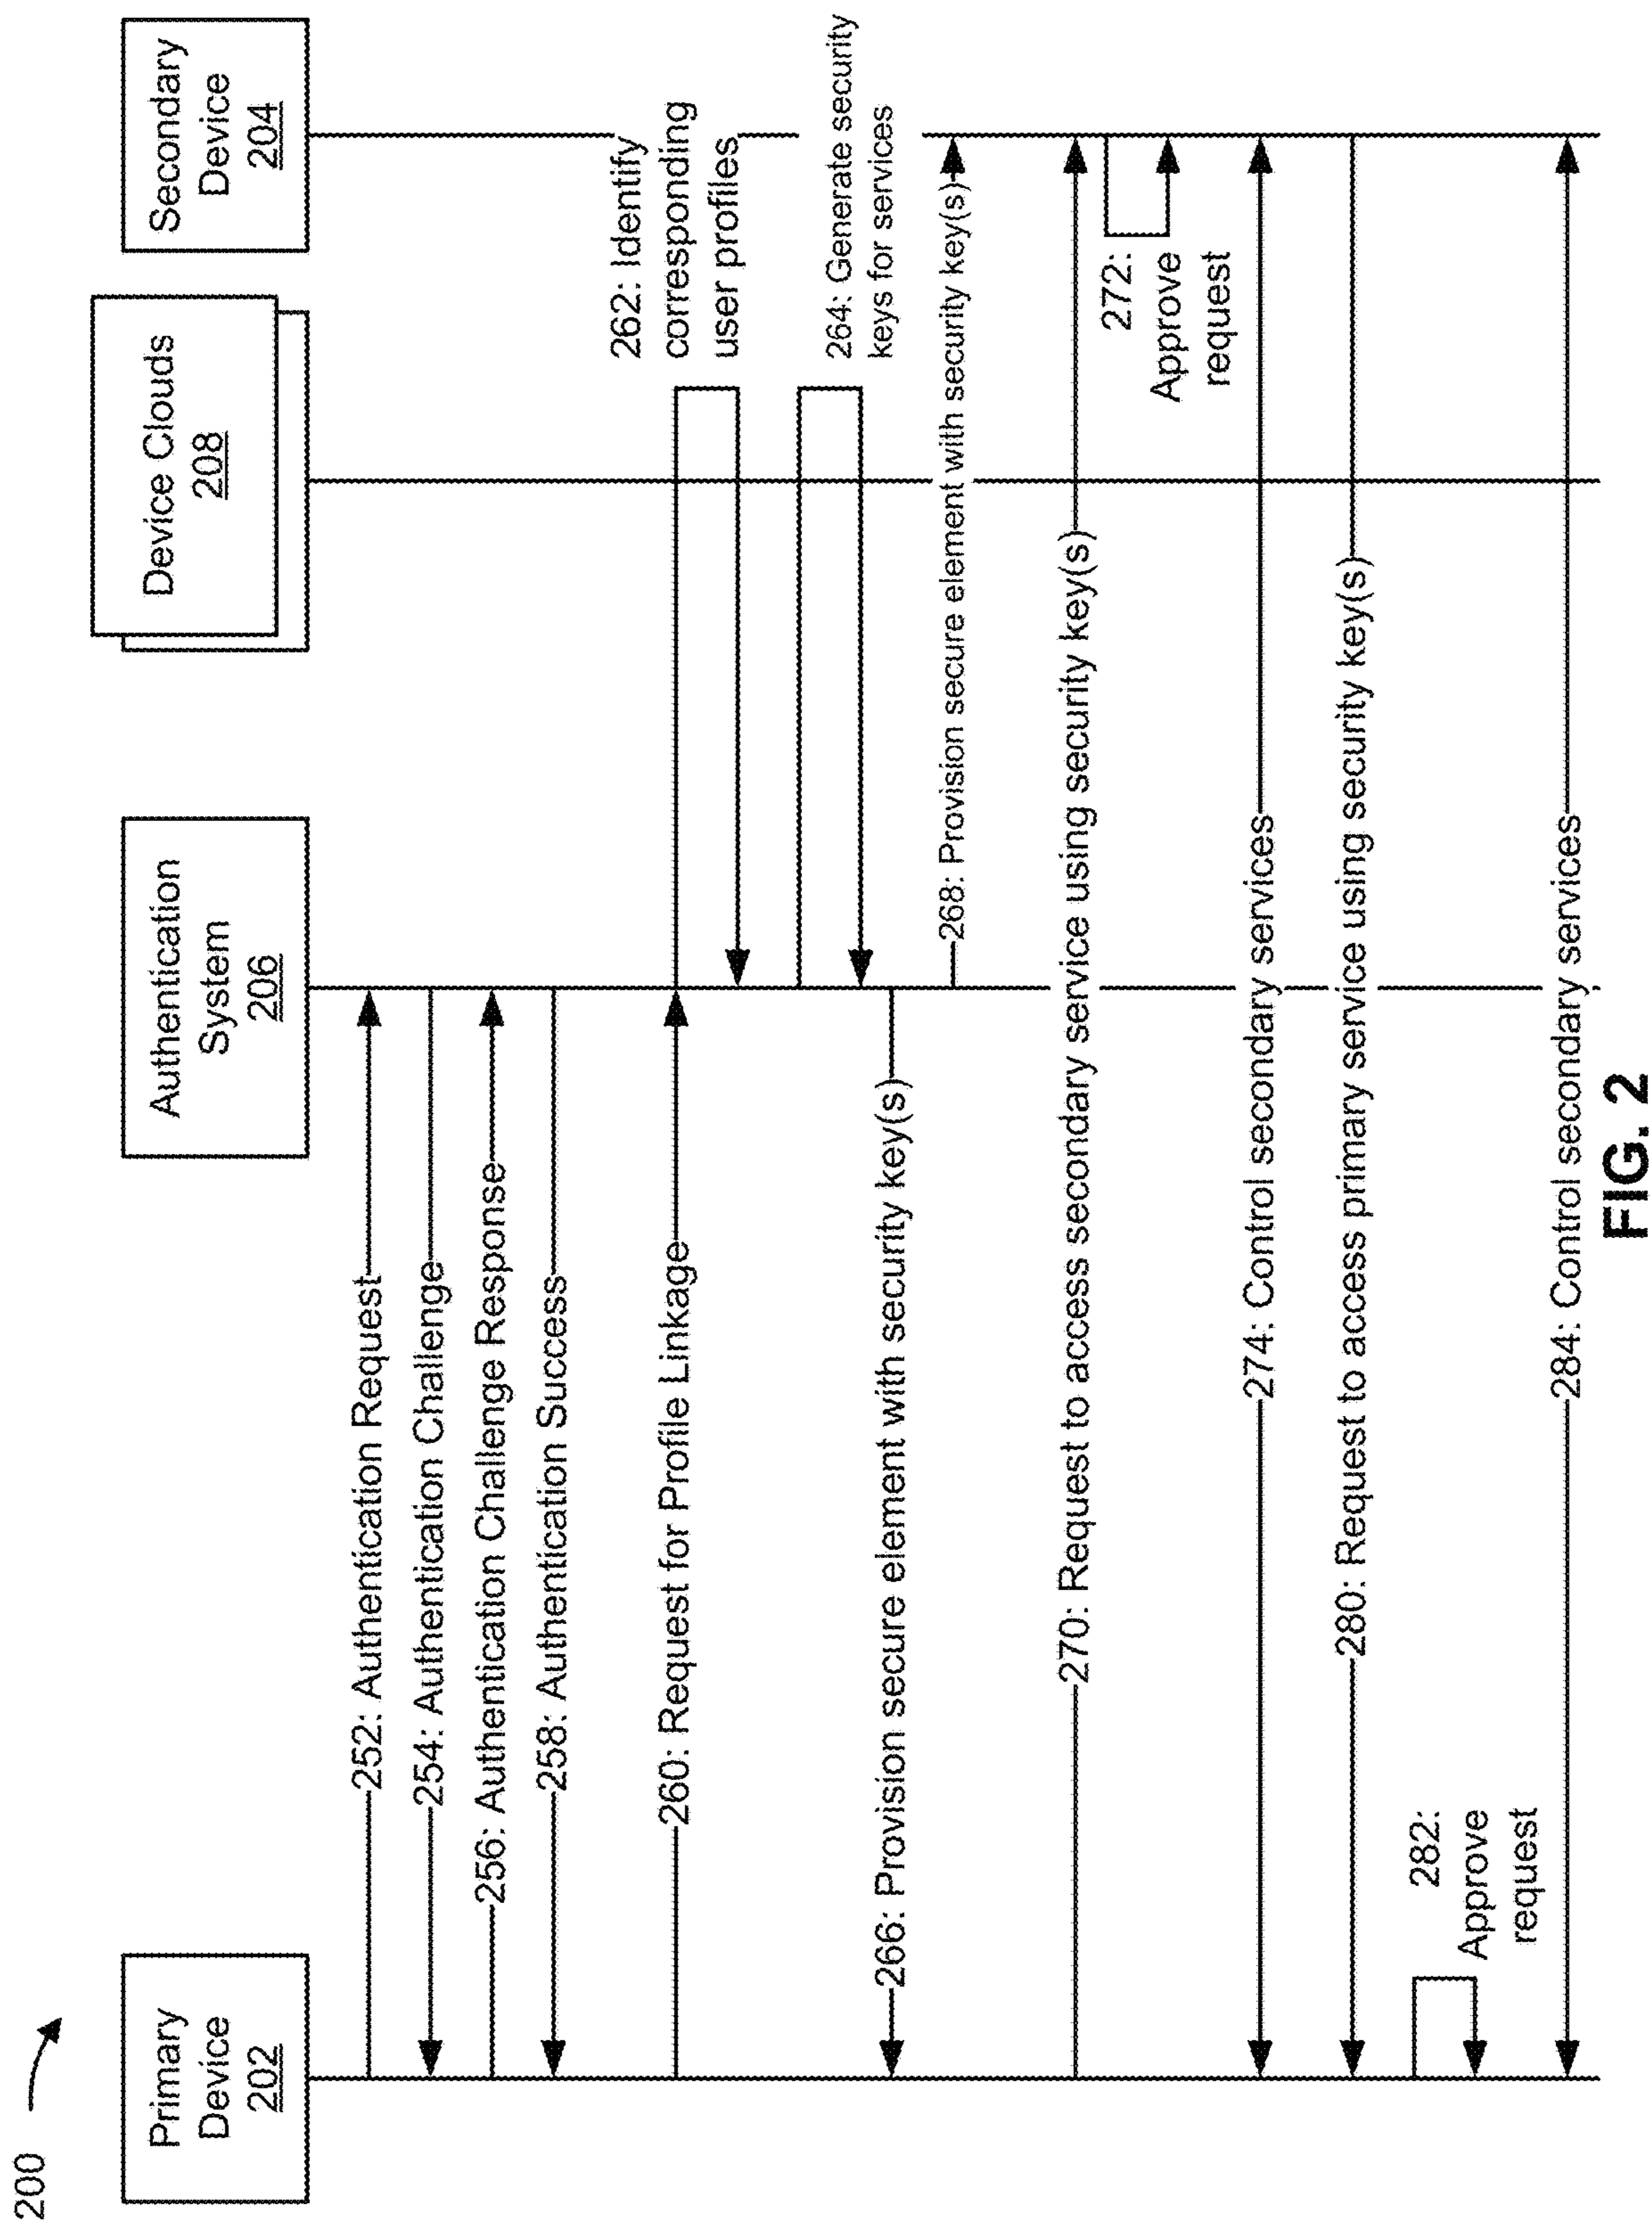 200
Primary
Device
202
Authentication
System
206
Device Clouds
208
Secondary
Device
204
252: Authentication Request
254: Authentication Challenge
256: Authentication Challenge Response
258: Authentication Success
260: Request for Profile Linkage
262: Identify
corresponding
user profiles
264: Generate security
keys for services
266: Provision secure element with security key(s)
268: Provision secure element with security key(s)
270: Request to access secondary service using security key(s)
272:
Approve
request
274: Control secondary services
280: Request to access primary service using security key(s)
282:
Approve
request
284: Control secondary services
FIG. 2